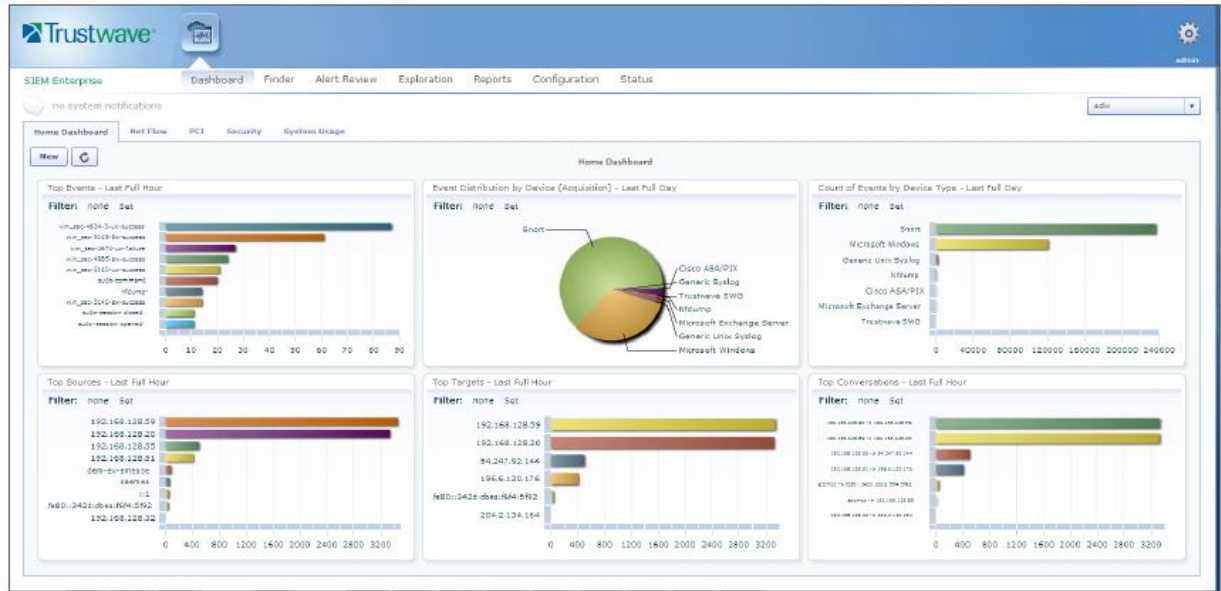 Trustwave
admin
SIEM Enterprise
Dashboard Finder Alert Review Exploration Reports Configuration Status
no system notifications
adw
Home Dashboard Net Flow PCI Security System Usage
New
Home Dashboard
Top Events - Last Full Hour
Filter: none Set
sudo-command
nfdump
sudo-session closed
sudo-session opened
0 10 20 30 40 50 60 70 80 90
Event Distribution by Device (Acquisition) - Last Full Day
Filter: none Set
Snort
Cisco ASA/PIX
Generic Syslog
Trustwave SWG
Nfdump
Microsoft Exchange Server
Generic Unix Syslog
Microsoft Windows
Count of Events by Device Type - Last Full Day
Filter: none Set
Snort
Microsoft Windows
Generic Unix Syslog
Nfdump
Cisco ASA/PIX
Microsoft Exchange Server
Trustwave SWG
0 40000 80000 120000 160000 200000 240000
Top Sources - Last Full Hour
Filter: none Set
192.168.128.59
192.168.128.20
192.168.128.55
192.168.128.31
::1
192.168.128.32
0 400 800 1200 1600 2000 2400 2800 3200
Top Targets - Last Full Hour
Filter: none Set
192.168.128.59
192.168.128.20
54.247.92.144
196.6.120.176
204.2.134.164
0 400 800 1200 1600 2000 2400 2800 3200
Top Conversations - Last Full Hour
Filter: none Set
0 400 800 1200 1600 2000 2400 2800 3200